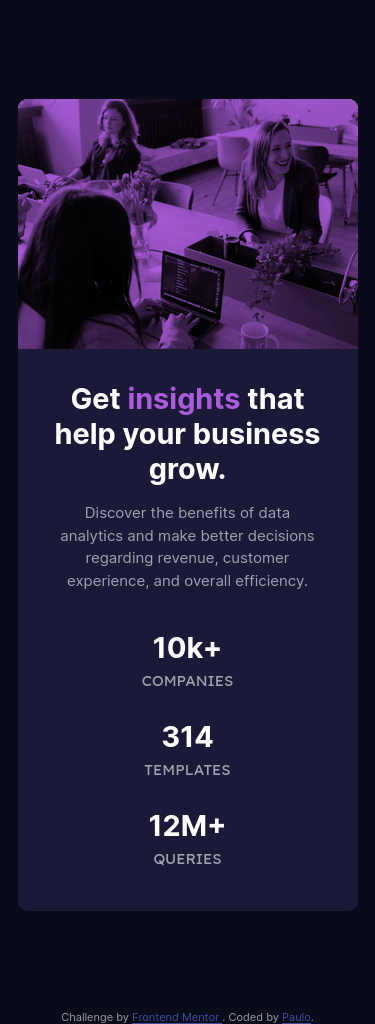 Get insights that
help your business
grow.
Discover the benefits of data
analytics and make better decisions
regarding revenue, customer
experience, and overall efficiency.
10k+
COMPANIES
314
TEMPLATES
12M+
QUERIES
Challenge by Frontend Mentor . Coded by Paulo.